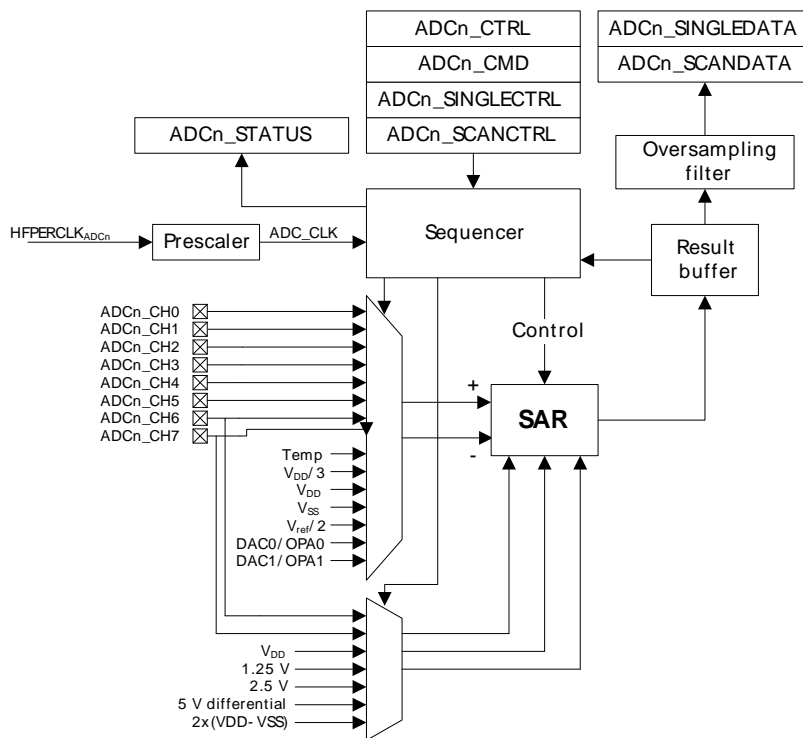 ADCn_CTRL
ADCn_CMD
ADCn_SINGLECTRL
ADCn_SCANCTRL
ADCn_SINGLEDATA
ADCn_SCANDATA
ADCn_STATUS
Oversampling
filter
HFPERCLKADCn
Prescaler
ADC_CLK
Sequencer
Result
buffer
ADCn_CH0
ADCn_CH1
ADCn_CH2
ADCn_CH3
ADCn_CH4
ADCn_CH5
ADCn_CH6
ADCn_CH7
Control
+
SAR
-
Temp
VDD/3
VDD
VSS
Vref/2
DAC0/OPA0
DAC1/OPA1
VDD
1.25 V
2.5 V
5 V differential
2x(VDD-VSS)